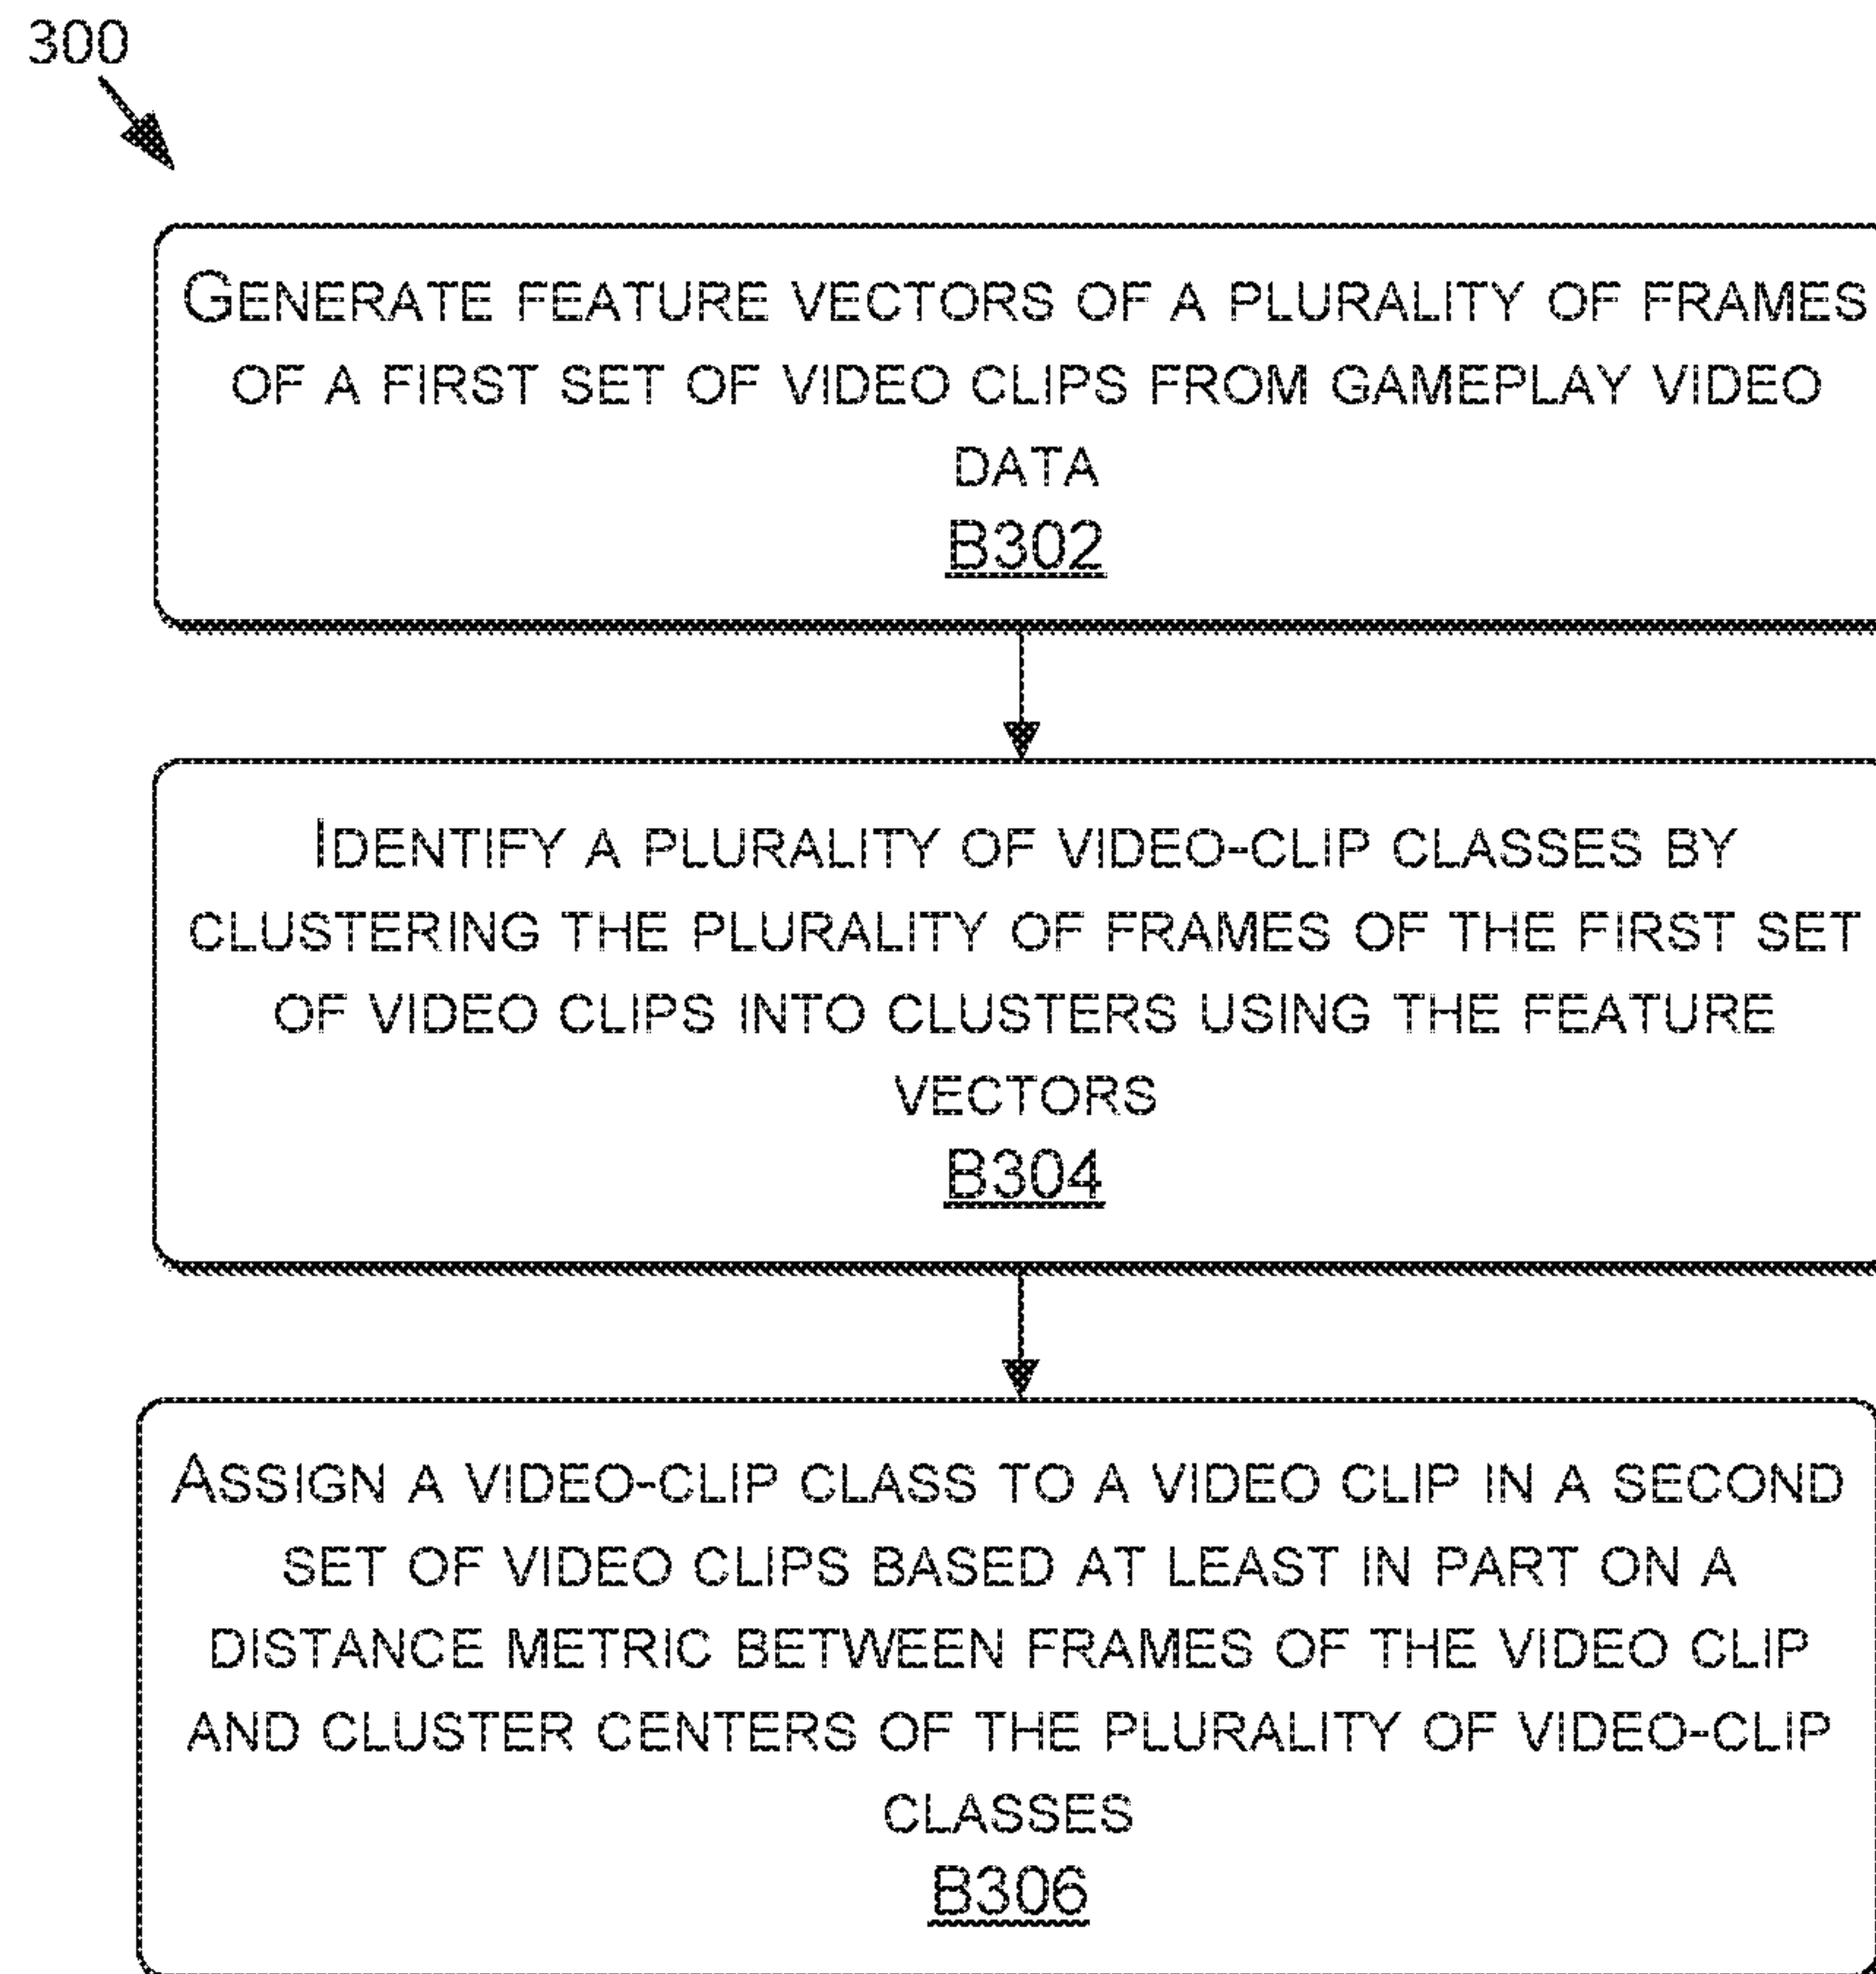 300
GENERATE FEATURE VECTORS OF A PLURALITY OF FRAMES
OF A FIRST SET OF VIDEO CLIPS FROM GAMEPLAY VIDEO
DATA
B302
IDENTIFY A PLURALITY OF VIDEO-CLIP CLASSES BY
CLUSTERING THE PLURALITY OF FRAMES OF THE FIRST SET
OF VIDEO CLIPS INTO CLUSTERS USING THE FEATURE
VECTORS
B304
ASSIGN A VIDEO-CLIP CLASS TO A VIDEO CLIP IN A SECOND
SET OF VIDEO CLIPS BASED AT LEAST IN PART ON A
DISTANCE METRIC BETWEEN FRAMES OF THE VIDEO CLIP
AND CLUSTER CENTERS OF THE PLURALITY OF VIDEO-CLIP
CLASSES
B306